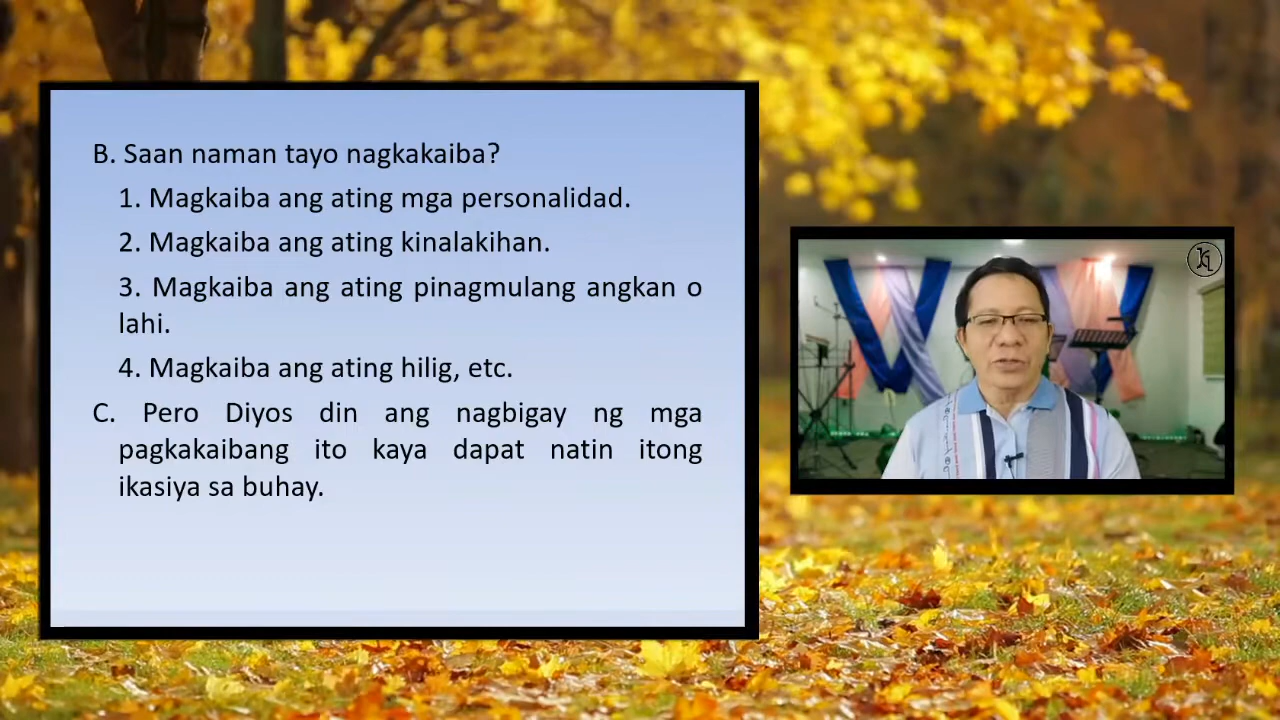 B. Saan naman tayo nagkakaiba?
1. Magkaiba ang ating mga personalidad.
2. Magkaiba ang ating kinalakihan.
3. Magkaiba ang ating pinagmulang angkan o
lahi.
4. Magkaiba ang ating hilig, etc.
C. Pero Diyos din ang nagbigay ng mga
pagkakaibang ito kaya dapat natin itong
ikasiya sa buhay.